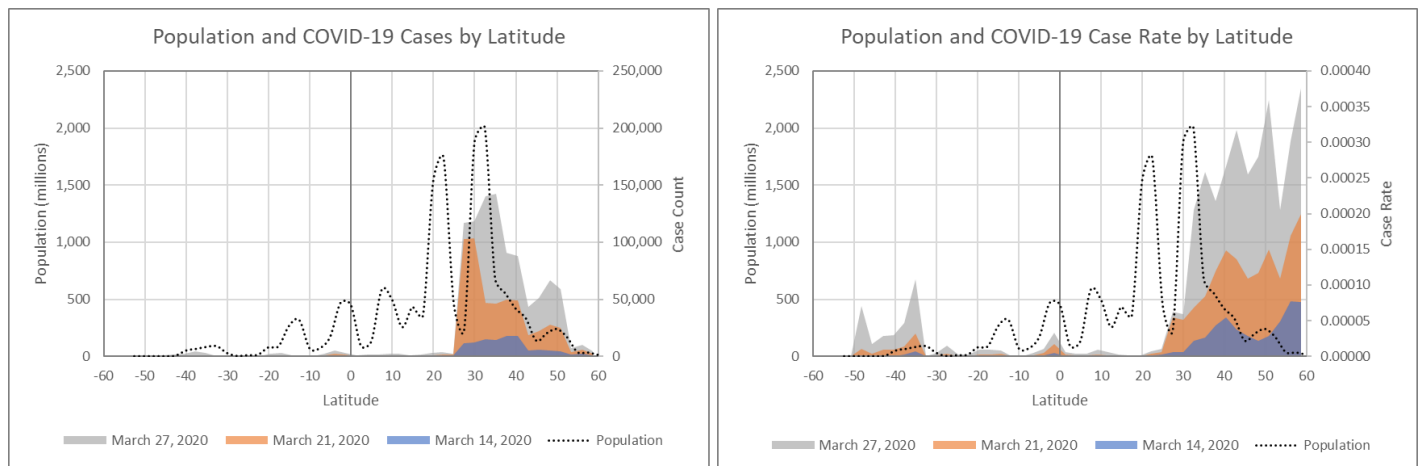 Population and COVID-19 Cases by Latitude
2,500
2,000
1,500
1,000
500
0
Population (millions)
250,000
200,000
150,000
100,000
50,000
0
Case Count
-60 -50 -40 -30 -20 -10 0 10 20 30 40 50 60
Latitude
March 27, 2020 March 21, 2020 March 14, 2020 Population
Population and COVID-19 Case Rate by Latitude
2,500
2,000
1,500
1,000
500
0
Population (millions)
0.00040
0.00035
0.00030
0.00025
0.00020
0.00015
0.00010
0.00005
0.00000
Case Rate
-60 -50 -40 -30 -20 -10 0 10 20 30 40 50 60
Latitude
March 27, 2020 March 21, 2020 March 14, 2020 Population